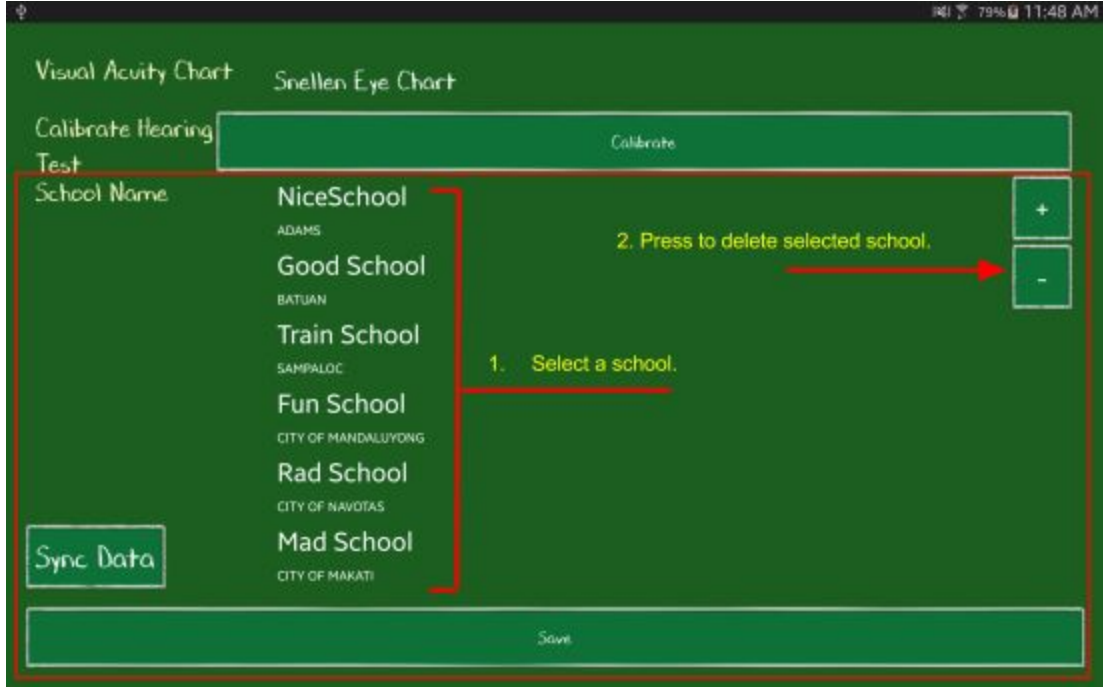 79% 11:48 AM
Visual Acuity Chart
Snellen Eye Chart
Calibrate Hearing
Test
Calibrate
School Name
NiceSchool
ADAMS
Good School
BATUAN
Train School
SAMPALOC
Fun School
CITY OF MANDALUYONG
Rad School
CITY OF NAVOTAS
Mad School
CITY OF MAKATI
1. Select a school.
+
2. Press to delete selected school.
-
Sync Data
Save